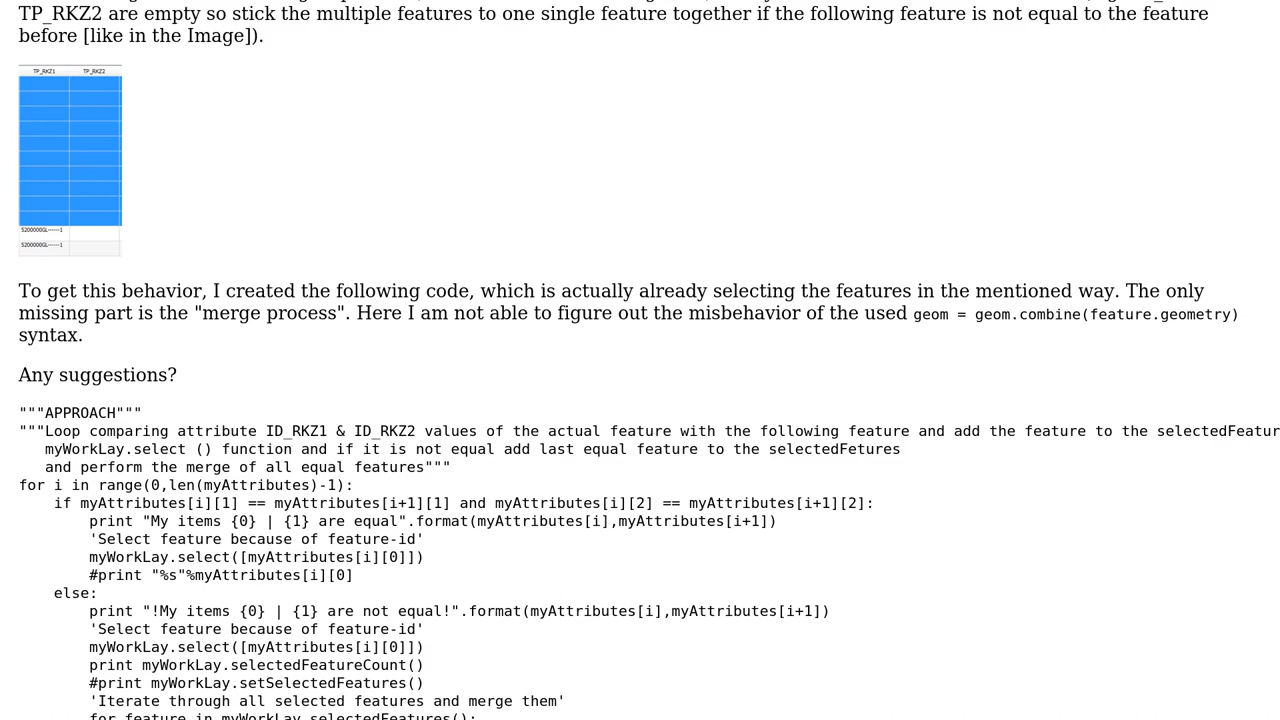 TP_RKZ2 are empty so stick the multiple features to one single feature together if the following feature is not equal to the feature
before [like in the Image]).
TP_RKZ1 TP_RKZ2
S200000GL-----1
S200000GL-----1
To get this behavior, I created the following code, which is actually already selecting the features in the mentioned way. The only
missing part is the "merge process". Here I am not able to figure out the misbehavior of the used geom = geom.combine(feature.geometry)
syntax.
Any suggestions?
"""APPROACH"""
"""Loop comparing attribute ID_RKZ1 & ID_RKZ2 values of the actual feature with the following feature and add the feature to the selectedFeatur
   myWorkLay.select () function and if it is not equal add last equal feature to the selectedFetures
   and perform the merge of all equal features"""
for i in range(0,len(myAttributes)-1):
    if myAttributes[i][1] == myAttributes[i+1][1] and myAttributes[i][2] == myAttributes[i+1][2]:
        print "My items {0} | {1} are equal".format(myAttributes[i],myAttributes[i+1])
        'Select feature because of feature-id'
        myWorkLay.select([myAttributes[i][0]])
        #print "%s"%myAttributes[i][0]
    else:
        print "!My items {0} | {1} are not equal!".format(myAttributes[i],myAttributes[i+1])
        'Select feature because of feature-id'
        myWorkLay.select([myAttributes[i][0]])
        print myWorkLay.selectedFeatureCount()
        #print myWorkLay.setSelectedFeatures()
        'Iterate through all selected features and merge them'
        for feature in myWorkLay.selectedFeatures():